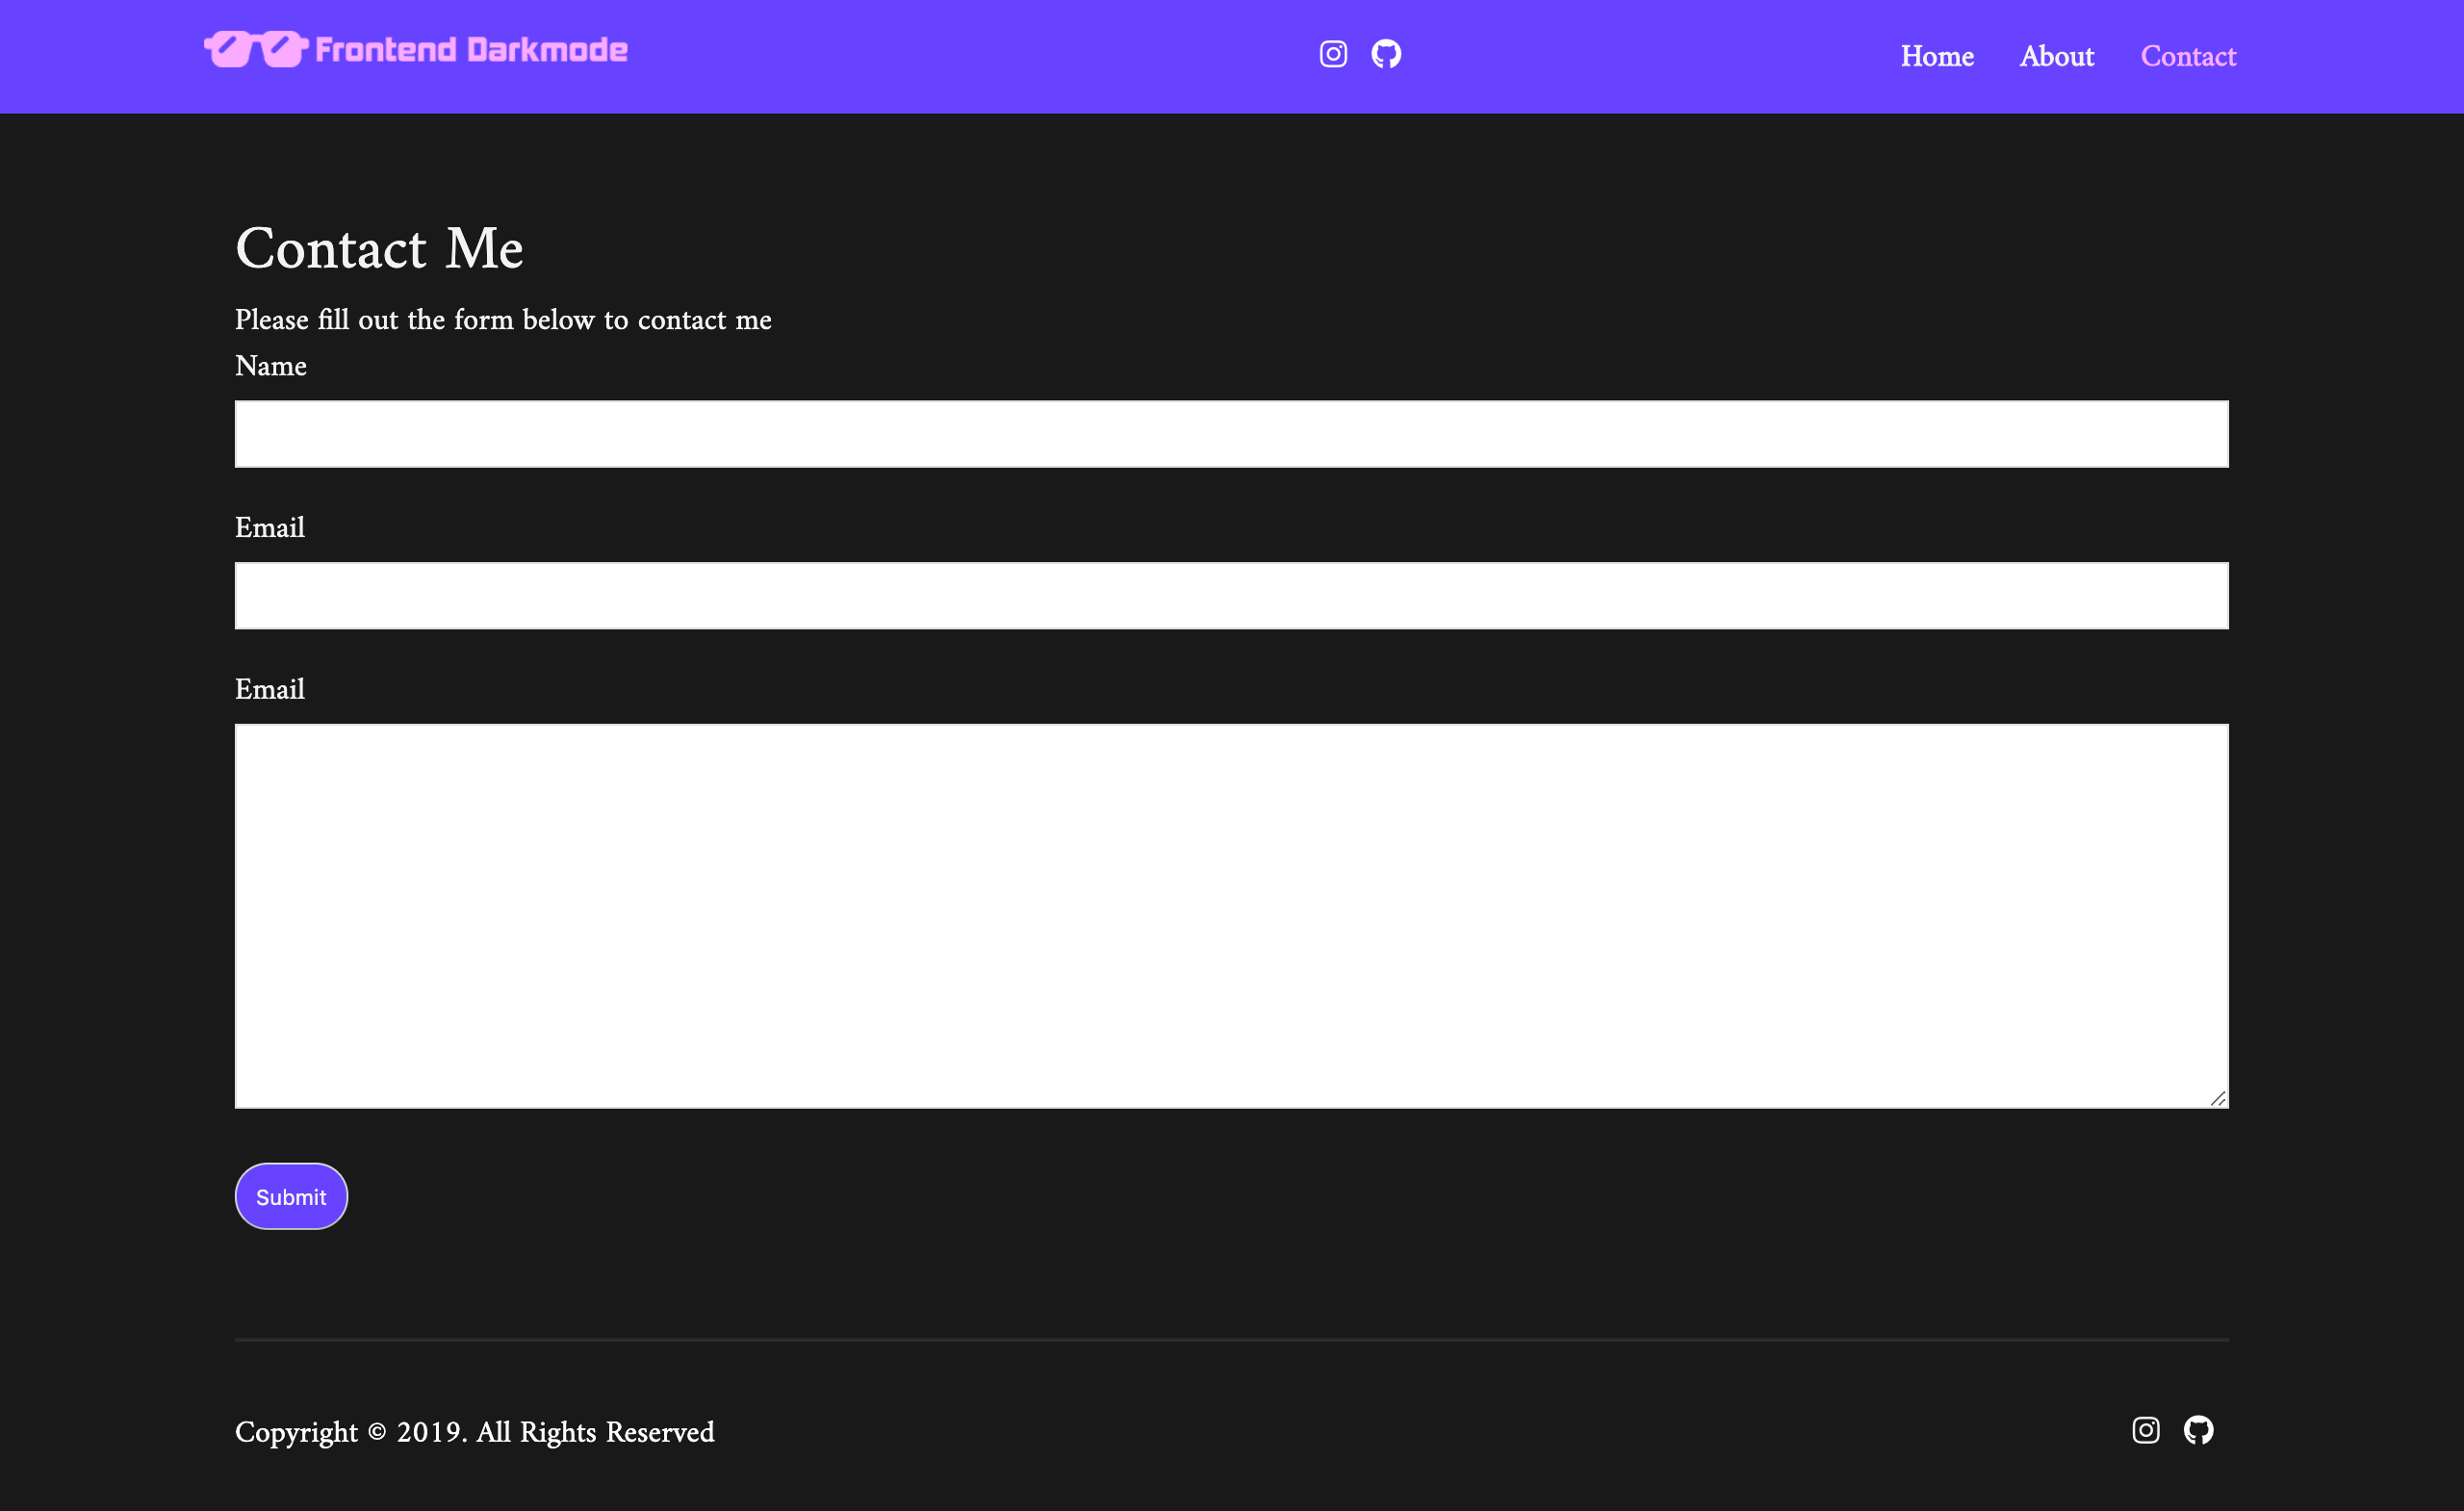 Frontend Darkmode
Home About Contact
Contact Me
Please fill out the form below to contact me
Name
Email
Email
Submit
Copyright © 2019. All Rights Reserved